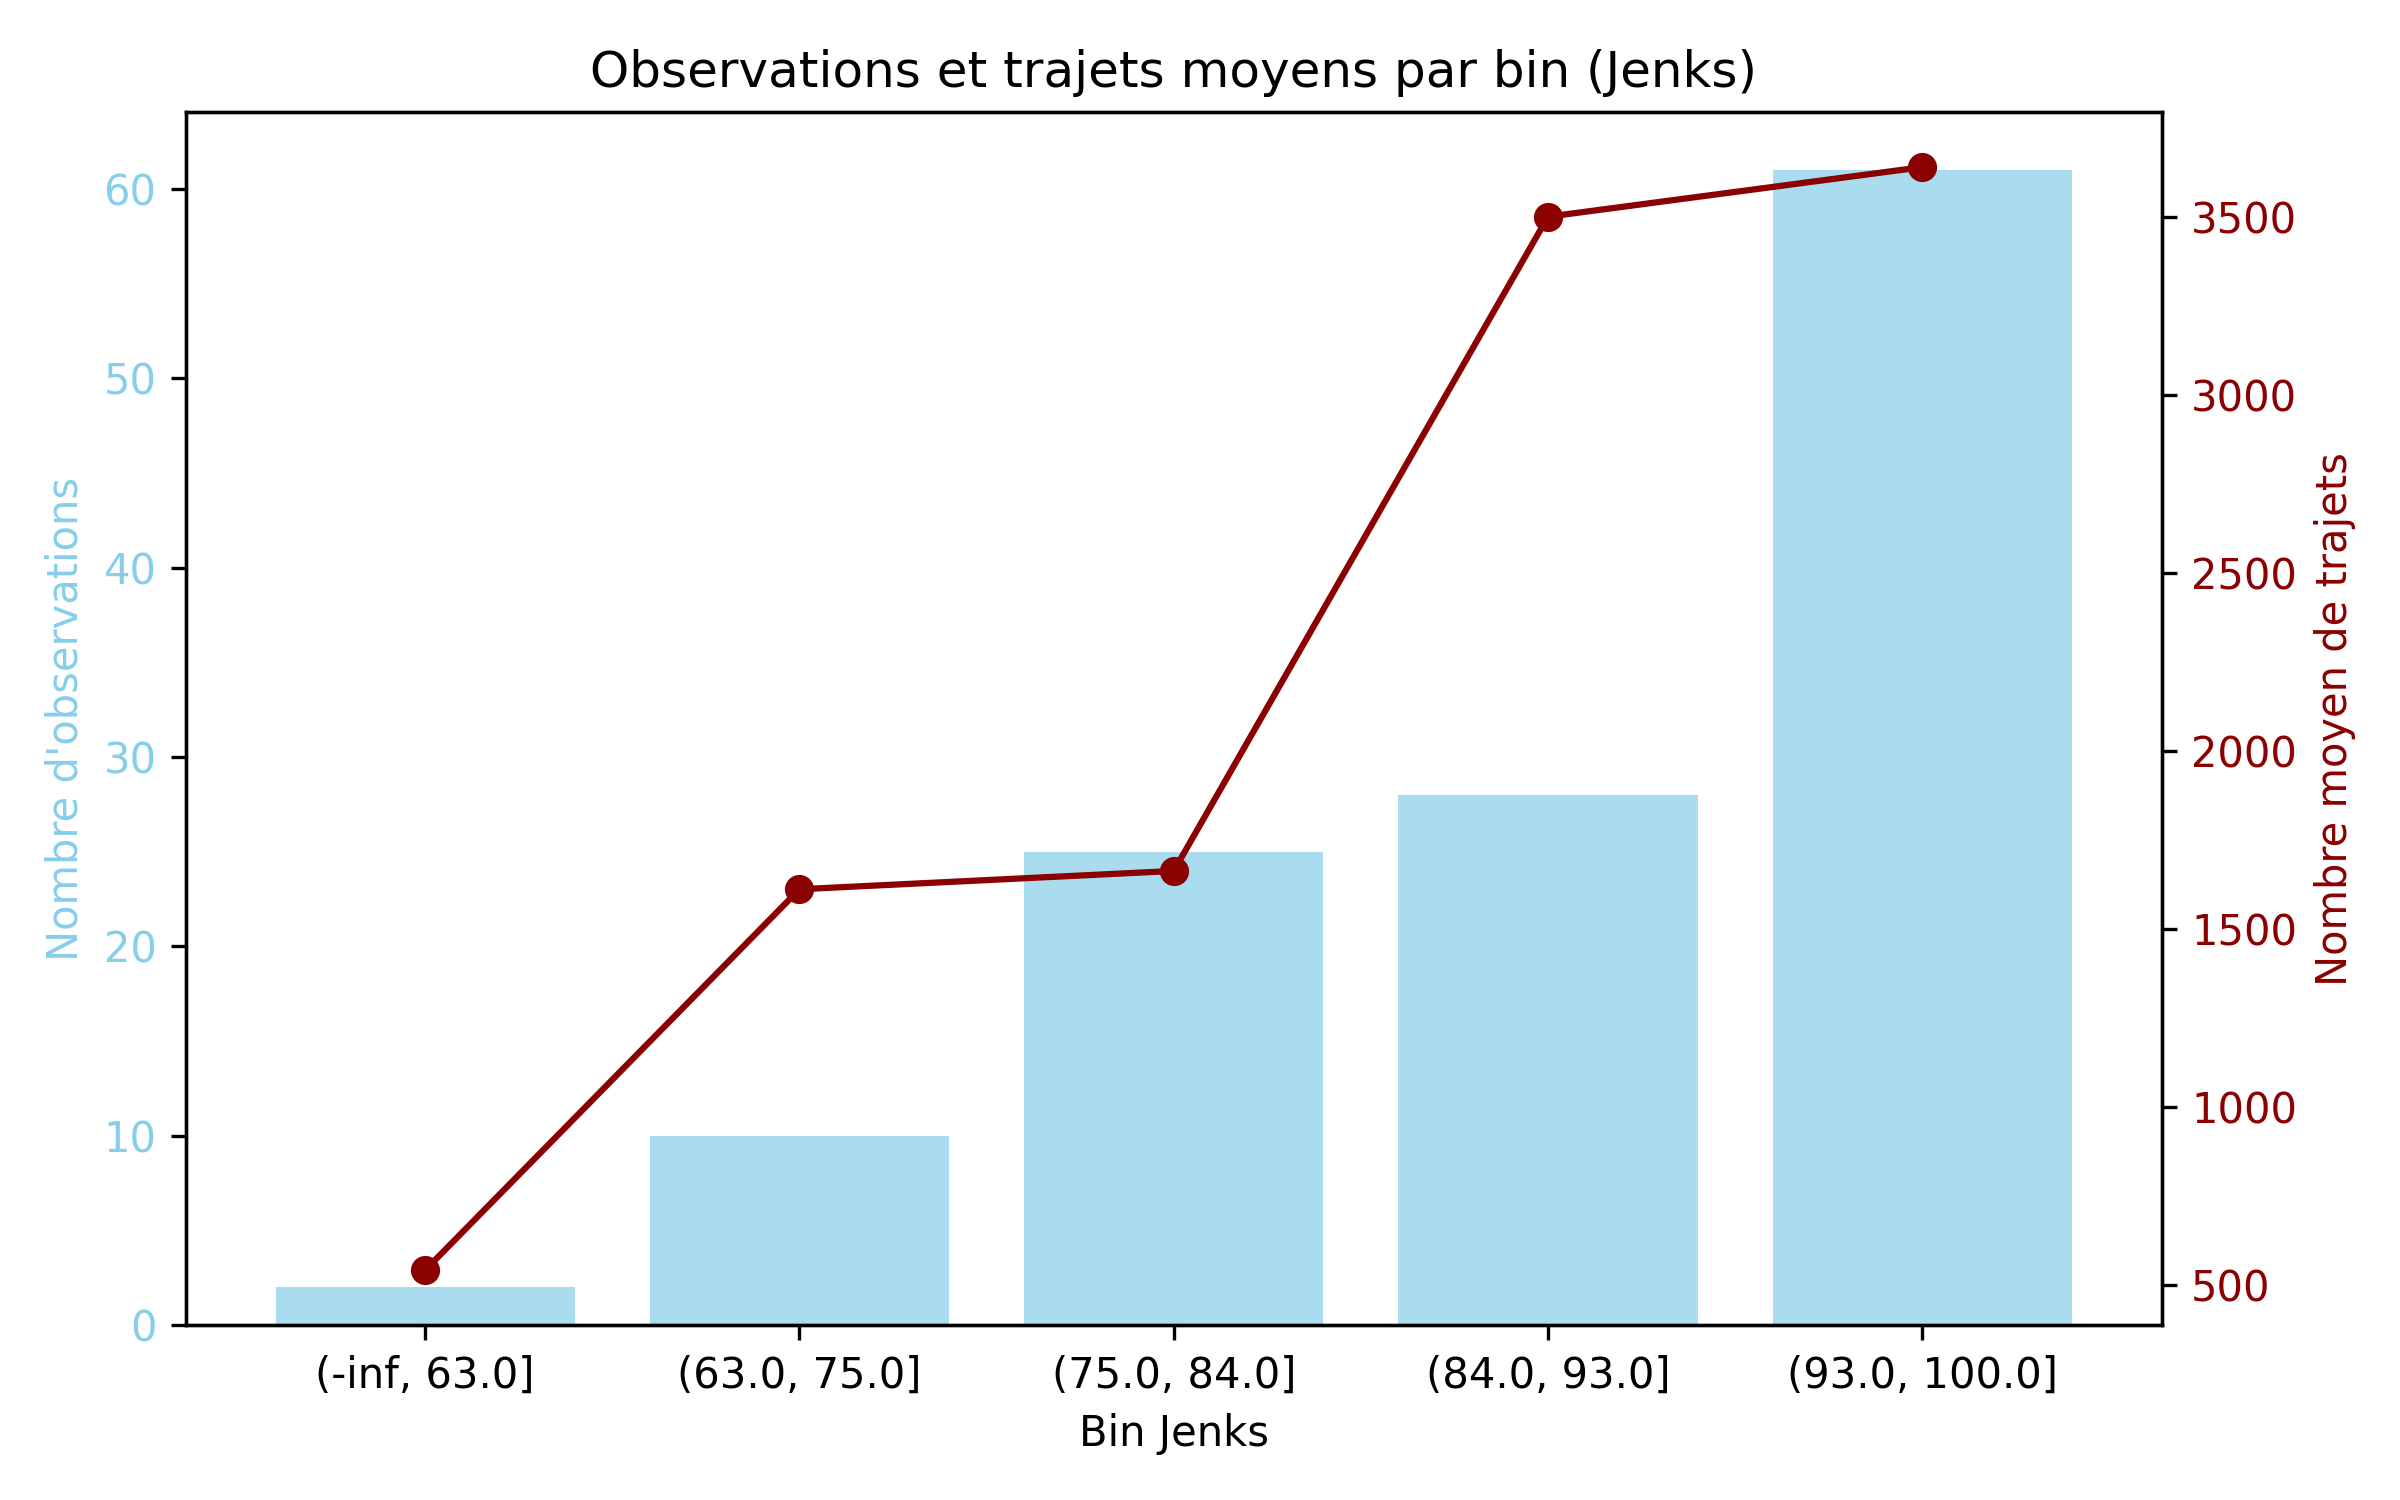 Observations et trajets moyens par bin (Jenks)
Nombre d'observations
60
50
40
30
20
10
0
3500
3000
2500
2000
1500
1000
500
Nombre moyen de trajets
(-inf, 63.0] (63.0, 75.0] (75.0, 84.0] (84.0, 93.0] (93.0, 100.0]
Bin Jenks